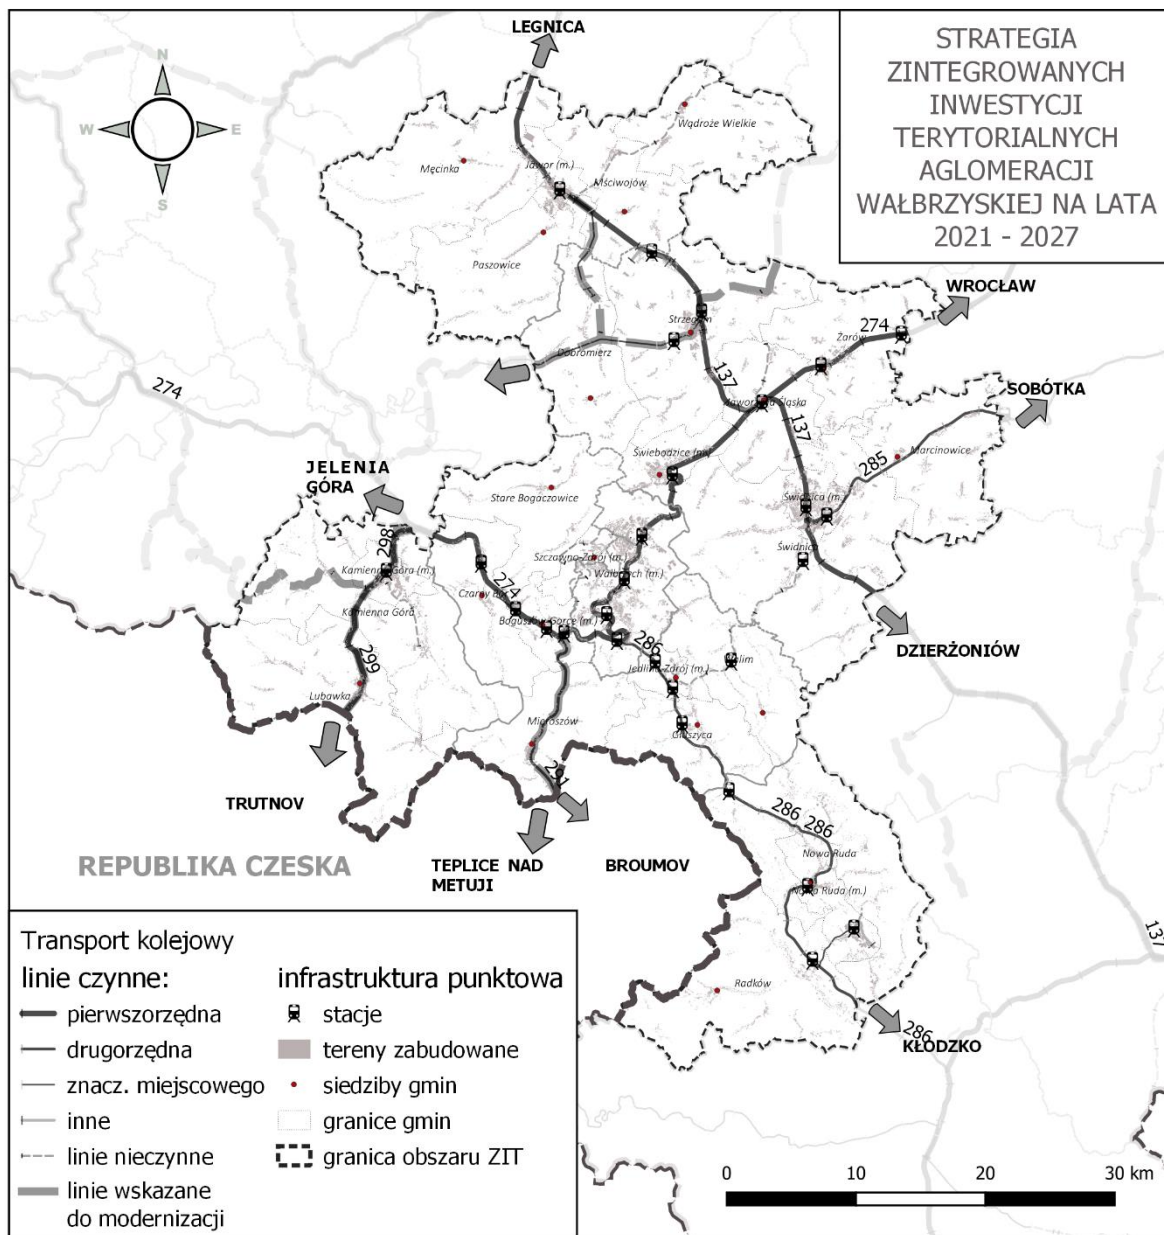 LEGNICA
STRATEGIA
ZINTEGROWANYCH
INWESTYCJI
TERYTORIALNYCH
AGLOMERACJI
WAŁBRZYSKIEJ NA LATA
2021 - 2027
N
W
E
S
Wądroże Wielkie
Męcinka
Jawor (m.)
Mściwojów
Paszowice
WROCŁAW
Strzegom
274
Żarów
Dobromierz
137
274
SOBÓTKA
Jaworzyna Śląska
137
Marcinowice
285
Świebodzice (m.)
JELENIA
GÓRA
Stare Bogaczowice
Świdnica (m.)
298
Szczawno-Zdrój (m.)
Świdnica
Kamienna Góra (m.)
Wałbrzych (m.)
274
Czarny Bór
Kamienna Góra
Boguszów-Gorce (m.)
286
DZIERŻONIÓW
299
Jedlina-Zdrój (m.)
Walim
Lubawka
Mieroszów
Głuszyca
291
TRUTNOV
286 286
REPUBLIKA CZESKA
TEPLICE NAD
METUJI
BROUMOV
Nowa Ruda
Nowa Ruda (m.)
137
Radków
286
KŁODZKO
Transport kolejowy
linie czynne:
pierwszorzędna
drugorzędna
znacz. miejscowego
inne
linie nieczynne
linie wskazane
do modernizacji
infrastruktura punktowa
stacje
tereny zabudowane
siedziby gmin
granice gmin
granica obszaru ZIT
0 10 20 30 km